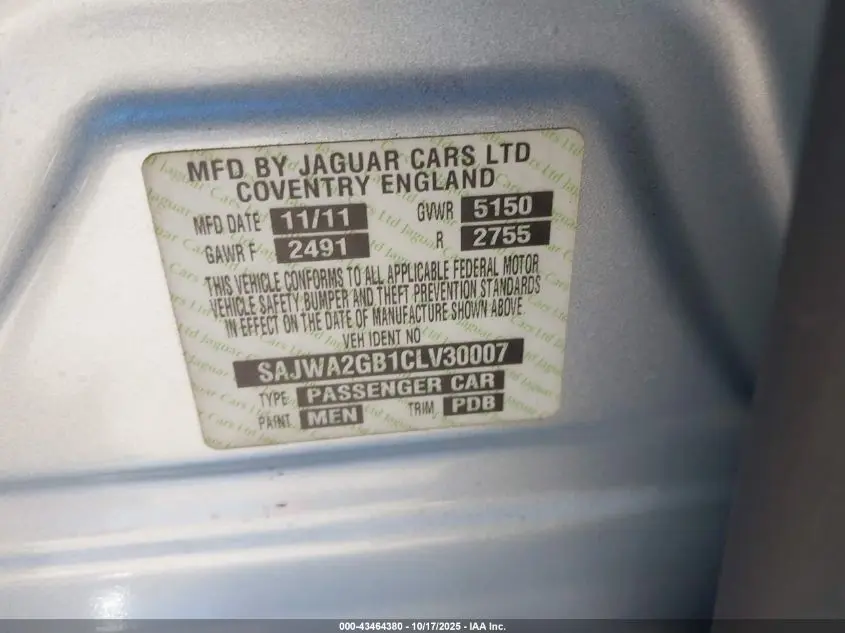 MFD BY JAGUAR CARS LTD
COVENTRY ENGLAND
MFD DATE 11/11 GVWR 5150
GAWR F 2491 R 2755
THIS VEHICLE CONFORMS TO ALL APPLICABLE FEDERAL MOTOR
VEHICLE SAFETY BUMPER AND THEFT PREVENTION STANDARDS
IN EFFECT ON THE DATE OF MANUFACTURE SHOWN ABOVE
VEH IDENT NO
SAJWA2GB1CLV30007
TYPE PASSENGER CAR
PAINT MEN TRIM PDB
000-43464380 - 10/17/2025 - IAA Inc.